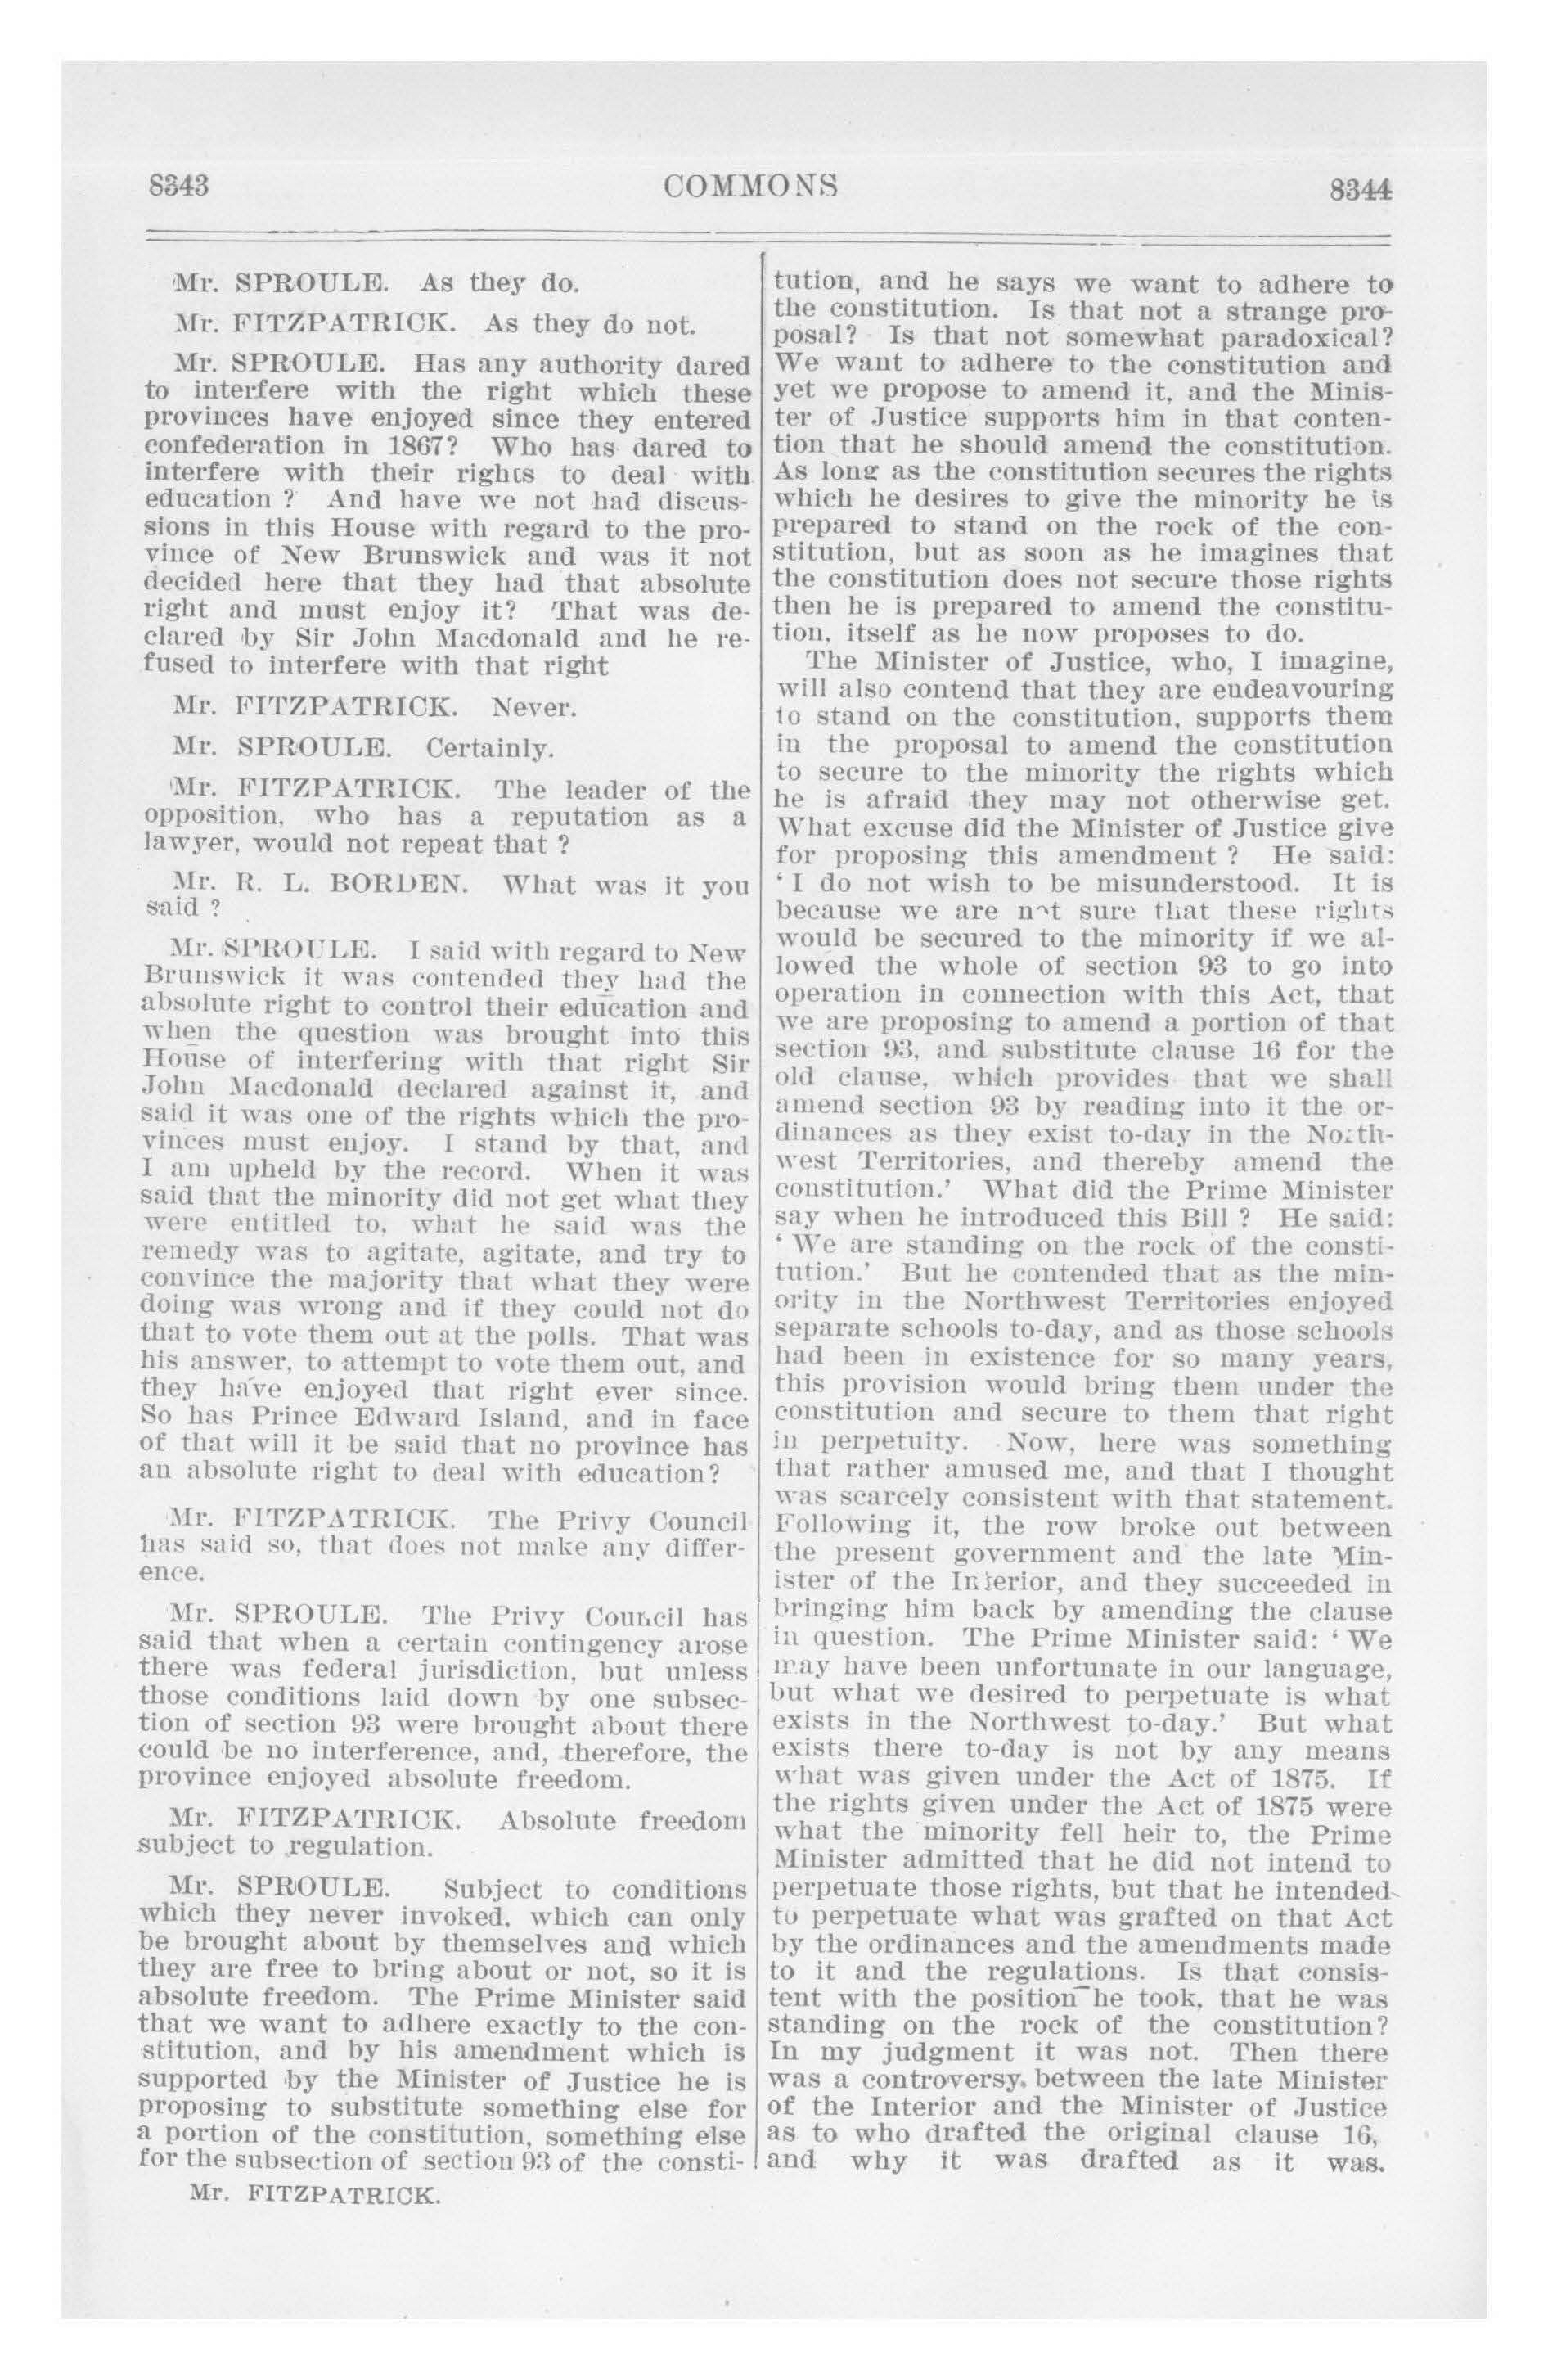 8343
COMMONS
8344
Mr. SPROULE. As they do.
Mr. FITZPATRICK. As they do not.
Mr. SPROULE. Has any authority dared
to interfere with the right which these
provinces have enjoyed since they entered
confederation in 1867? Who has dared to
interfere with their rights to deal with
education ? And have we not had discus-
sions in this House with regard to the pro-
vince of New Brunswick and was it not
decided here that they had that absolute
right and must enjoy it? That was de-
clared by Sir John Macdonald and he re-
fused to interfere with that right
Mr. FITZPATRICK. Never.
Mr. SPROULE. Certainly.
Mr. FITZPATRICK. The leader of the
opposition, who has a reputation as a
lawyer, would not repeat that ?
Mr. R. L. BORDEN. What was it you
said ?
Mr. SPROULE. I said with regard to New
Brunswick it was contended they had the
absolute right to control their education and
when the question was brought into this
House of interfering with that right Sir
John Macdonald declared against it, and
said it was one of the rights which the pro-
vinces must enjoy. I stand by that, and
I am upheld by the record. When it was
said that the minority did not get what they
were entitled to, what he said was the
remedy was to agitate, agitate, and try to
convince the majority that what they were
doing was wrong and if they could not do
that to vote them out at the polls. That was
his answer, to attempt to vote them out, and
they have enjoyed that right ever since.
So has Prince Edward Island, and in face
of that will it be said that no province has
an absolute right to deal with education?
Mr. FITZPATRICK. The Privy Council
has said so, that does not make any differ-
ence.
Mr. SPROULE. The Privy Council has
said that when a certain contingency arose
there was federal jurisdiction, but unless
those conditions laid down by one subsec-
tion of section 93 were brought about there
could be no interference, and, therefore, the
province enjoyed absolute freedom.
Mr. FITZPATRICK. Absolute freedom
subject to regulation.
Mr. SPROULE. Subject to conditions
which they never invoked, which can only
be brought about by themselves and which
they are free to bring about or not, so it is
absolute freedom. The Prime Minister said
that we want to adhere exactly to the con-
stitution, and by his amendment which is
supported by the Minister of Justice he is
proposing to substitute something else for
a portion of the constitution, something else
for the subsection of section 93 of the consti-
Mr. FITZPATRICK.
tution, and he says we want to adhere to
the constitution. Is that not a strange pro-
posal? Is that not somewhat paradoxical?
We want to adhere to the constitution and
yet we propose to amend it, and the Minis-
ter of Justice supports him in that conten-
tion that he should amend the constitution.
As long as the constitution secures the rights
which he desires to give the minority he is
prepared to stand on the rock of the con-
stitution, but as soon as he imagines that
the constitution does not secure those rights
then he is prepared to amend the constitu-
tion, itself as he now proposes to do.
The Minister of Justice, who, I imagine,
will also contend that they are endeavouring
to stand on the constitution, supports them
in the proposal to amend the constitution
to secure to the minority the rights which
he is afraid they may not otherwise get.
What excuse did the Minister of Justice give
for proposing this amendment ? He said:
' I do not wish to be misunderstood. It is
because we are not sure that these rights
would be secured to the minority if we al-
lowed the whole of section 93 to go into
operation in connection with this Act, that
we are proposing to amend a portion of that
section 93, and substitute clause 16 for the
old clause, which provides that we shall
amend section 93 by reading into it the or-
dinances as they exist to-day in the North-
west Territories, and thereby amend the
constitution.' What did the Prime Minister
say when he introduced this Bill ? He said:
' We are standing on the rock of the consti-
tution.' But he contended that as the min-
ority in the Northwest Territories enjoyed
separate schools to-day, and as those schools
had been in existence for so many years,
this provision would bring them under the
constitution and secure to them that right
in perpetuity. Now, here was something
that rather amused me, and that I thought
was scarcely consistent with that statement.
Following it, the row broke out between
the present government and the late Min-
ister of the Interior, and they succeeded in
bringing him back by amending the clause
in question. The Prime Minister said: ' We
may have been unfortunate in our language,
but what we desired to perpetuate is what
exists in the Northwest to-day.' But what
exists there to-day is not by any means
what was given under the Act of 1875. If
the rights given under the Act of 1875 were
what the minority fell heir to, the Prime
Minister admitted that he did not intend to
perpetuate those rights, but that he intended
to perpetuate what was grafted on that Act
by the ordinances and the amendments made
to it and the regulations. Is that consis-
tent with the position he took, that he was
standing on the rock of the constitution?
In my judgment it was not. Then there
was a controversy, between the late Minister
of the Interior and the Minister of Justice
as to who drafted the original clause 16,
and why it was drafted as it was.